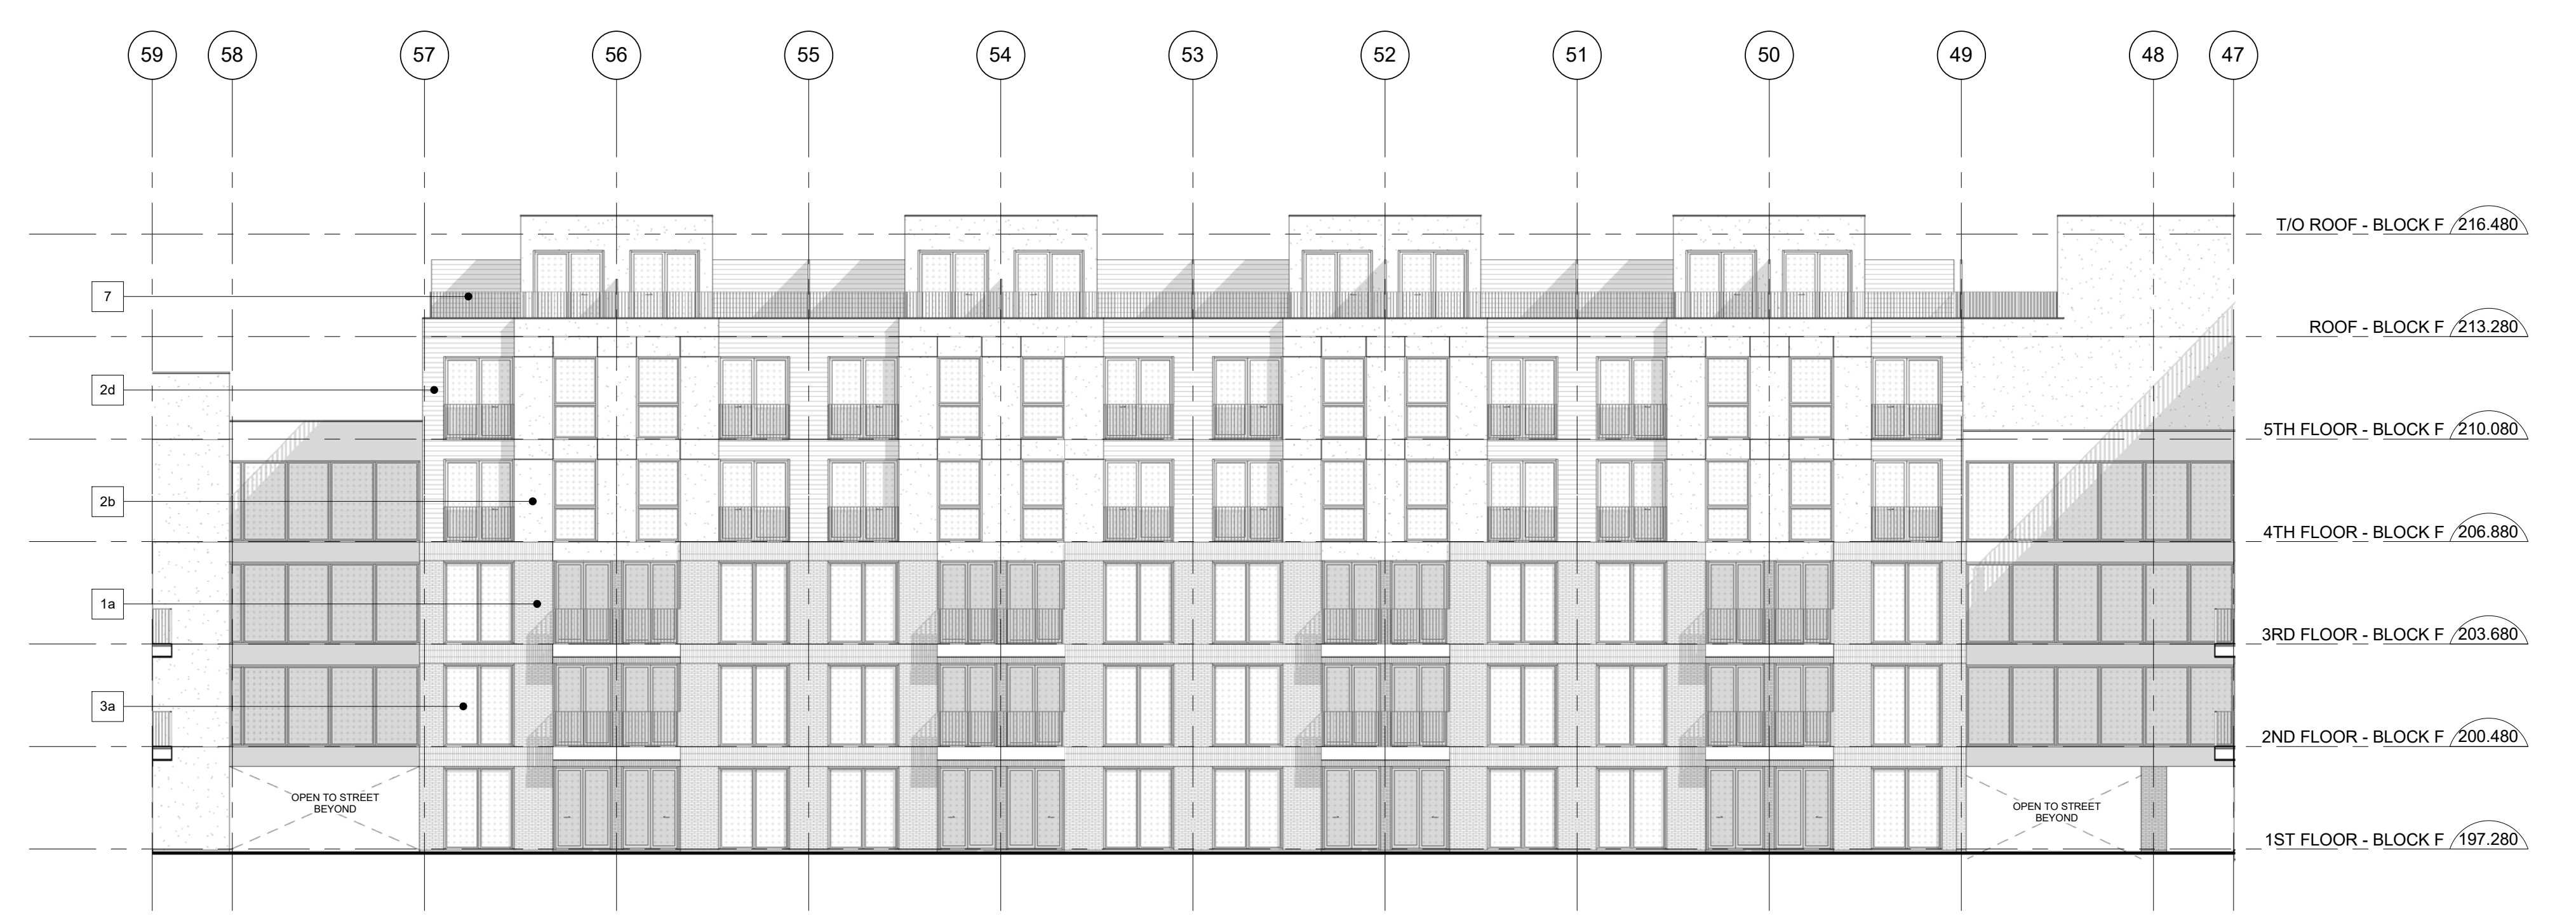 59 58 57 56 55 54 53 52 51 50 49 48 47
T/O ROOF - BLOCK F 216.480
7
ROOF - BLOCK F 213.280
2d
5TH FLOOR - BLOCK F 210.080
2b
4TH FLOOR - BLOCK F 206.880
1a
3RD FLOOR - BLOCK F 203.680
3a
2ND FLOOR - BLOCK F 200.480
OPEN TO STREET
BEYOND
OPEN TO STREET
BEYOND
1ST FLOOR - BLOCK F 197.280